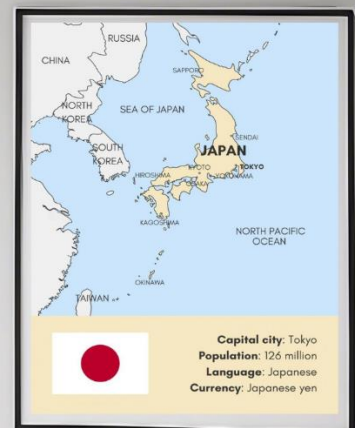 RUSSIA
CHINA
SAPPORO
NORTH
KOREA
SEA OF JAPAN
SENDAI
SOUTH
KOREA
JAPAN
KYOTO
TOKYO
HIROSHIMA
YOKOHAMA
OSAKA
KAGOSHIMA
NORTH PACIFIC
OCEAN
OKINAWA
TAIWAN
Capital city: Tokyo
Population: 126 million
Language: Japanese
Currency: Japanese yen